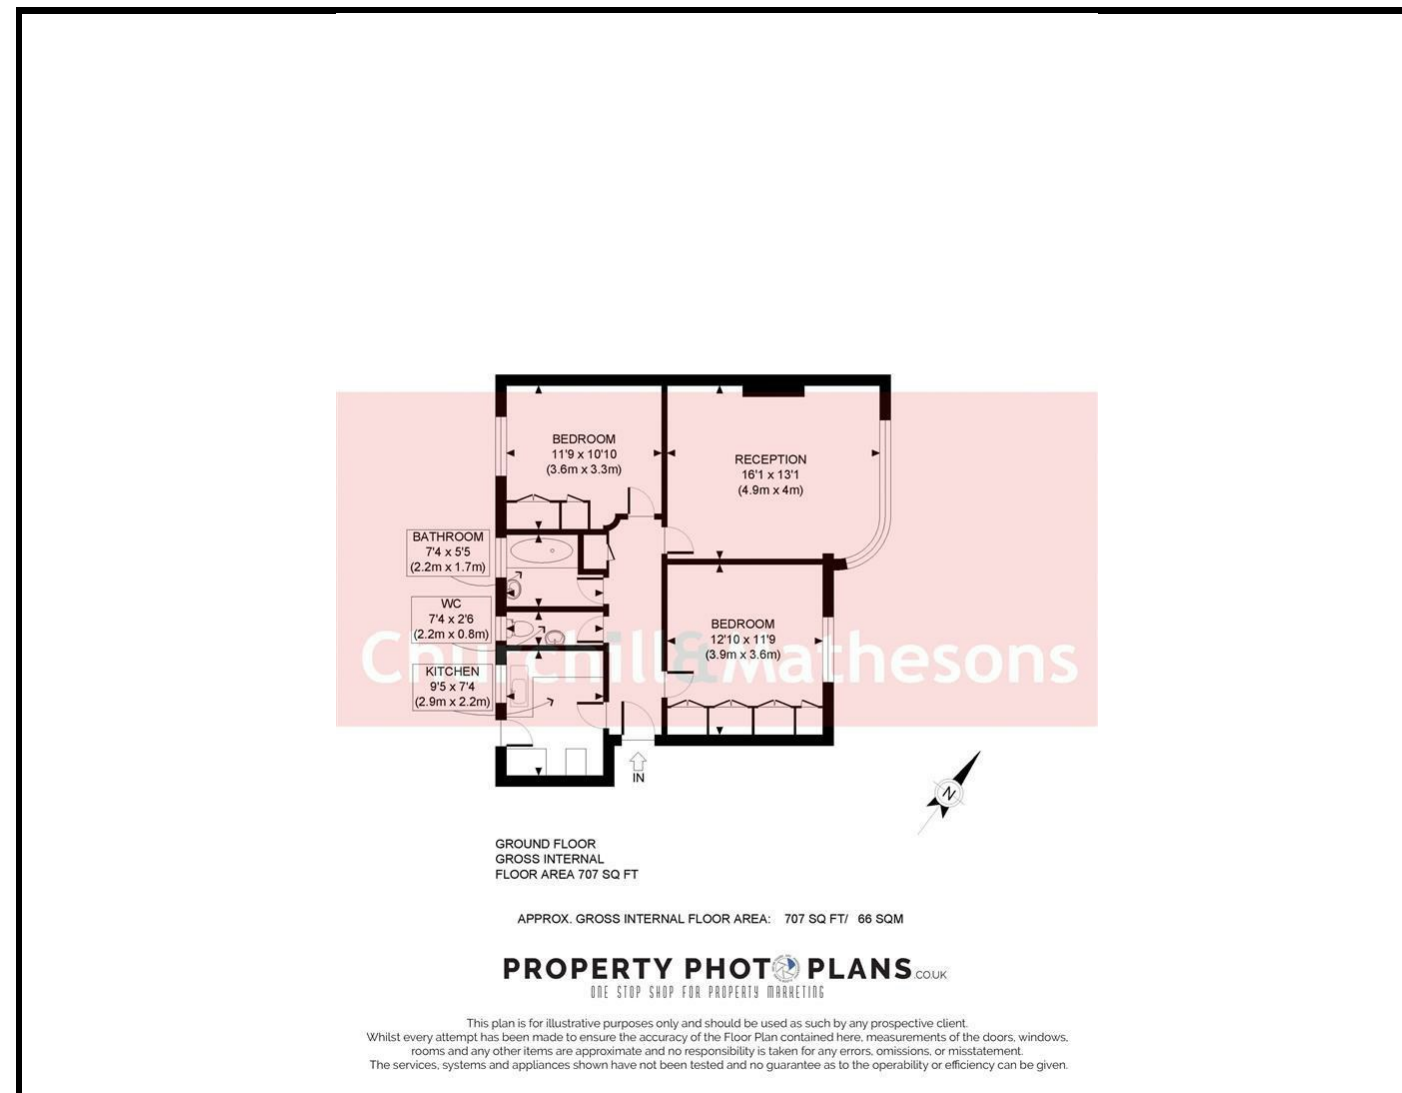 BEDROOM
11'9 x 10'10
(3.6m x 3.3m)
RECEPTION
16'1 x 13'1
(4.9m x 4m)
BATHROOM
7'4 x 5'5
(2.2m x 1.7m)
WC
7'4 x 2'6
(2.2m x 0.8m)
BEDROOM
12'10 x 11'9
(3.9m x 3.6m)
Churchill&Mathesons
KITCHEN
9'5 x 7'4
(2.9m x 2.2m)
IN
N
GROUND FLOOR
GROSS INTERNAL
FLOOR AREA 707 SQ FT
APPROX. GROSS INTERNAL FLOOR AREA: 707 SQ FT/ 66 SQM
PROPERTY PHOTO PLANS.CO.UK
ONE STOP SHOP FOR PROPERTY MARKETING
This plan is for illustrative purposes only and should be used as such by any prospective client.
Whilst every attempt has been made to ensure the accuracy of the Floor Plan contained here, measurements of the doors, windows,
rooms and any other items are approximate and no responsibility is taken for any errors, omissions, or misstatement.
The services, systems and appliances shown have not been tested and no guarantee as to the operability or efficiency can be given.